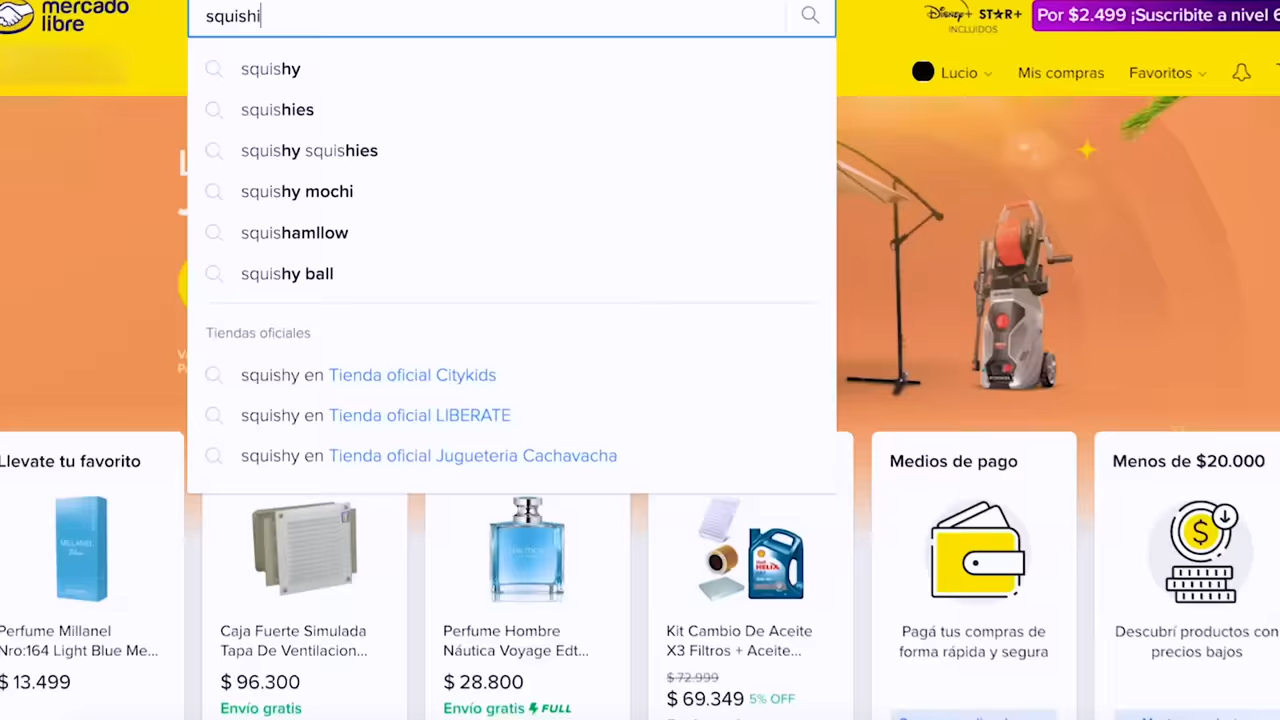 mercado
libre
squishi
Disney+ STAR+
INCLUIDOS
Por $2.499 ¡Suscribite a nivel 6
Lucio
Mis compras
Favoritos
squishy
squishies
squishy squishies
squishy mochi
squishamllow
squishy ball
Tiendas oficiales
squishy en Tienda oficial Citykids
squishy en Tienda oficial LIBERATE
squishy en Tienda oficial Jugueteria Cachavacha
Llevate tu favorito
MILLANEL
Perfume Millanel
Nro:164 Light Blue Me...
$ 13.499
Caja Fuerte Simulada
Tapa De Ventilacion...
$ 96.300
Envío gratis
Perfume Hombre
Náutica Voyage Edt...
$ 28.800
Envío gratis FULL
HELIX
Kit Cambio De Aceite
X3 Filtros + Aceite...
$ 72.999
$ 69.349 5% OFF
Medios de pago
Pagá tus compras de
forma rápida y segura
Menos de $20.000
Descubrí productos con
precios bajos